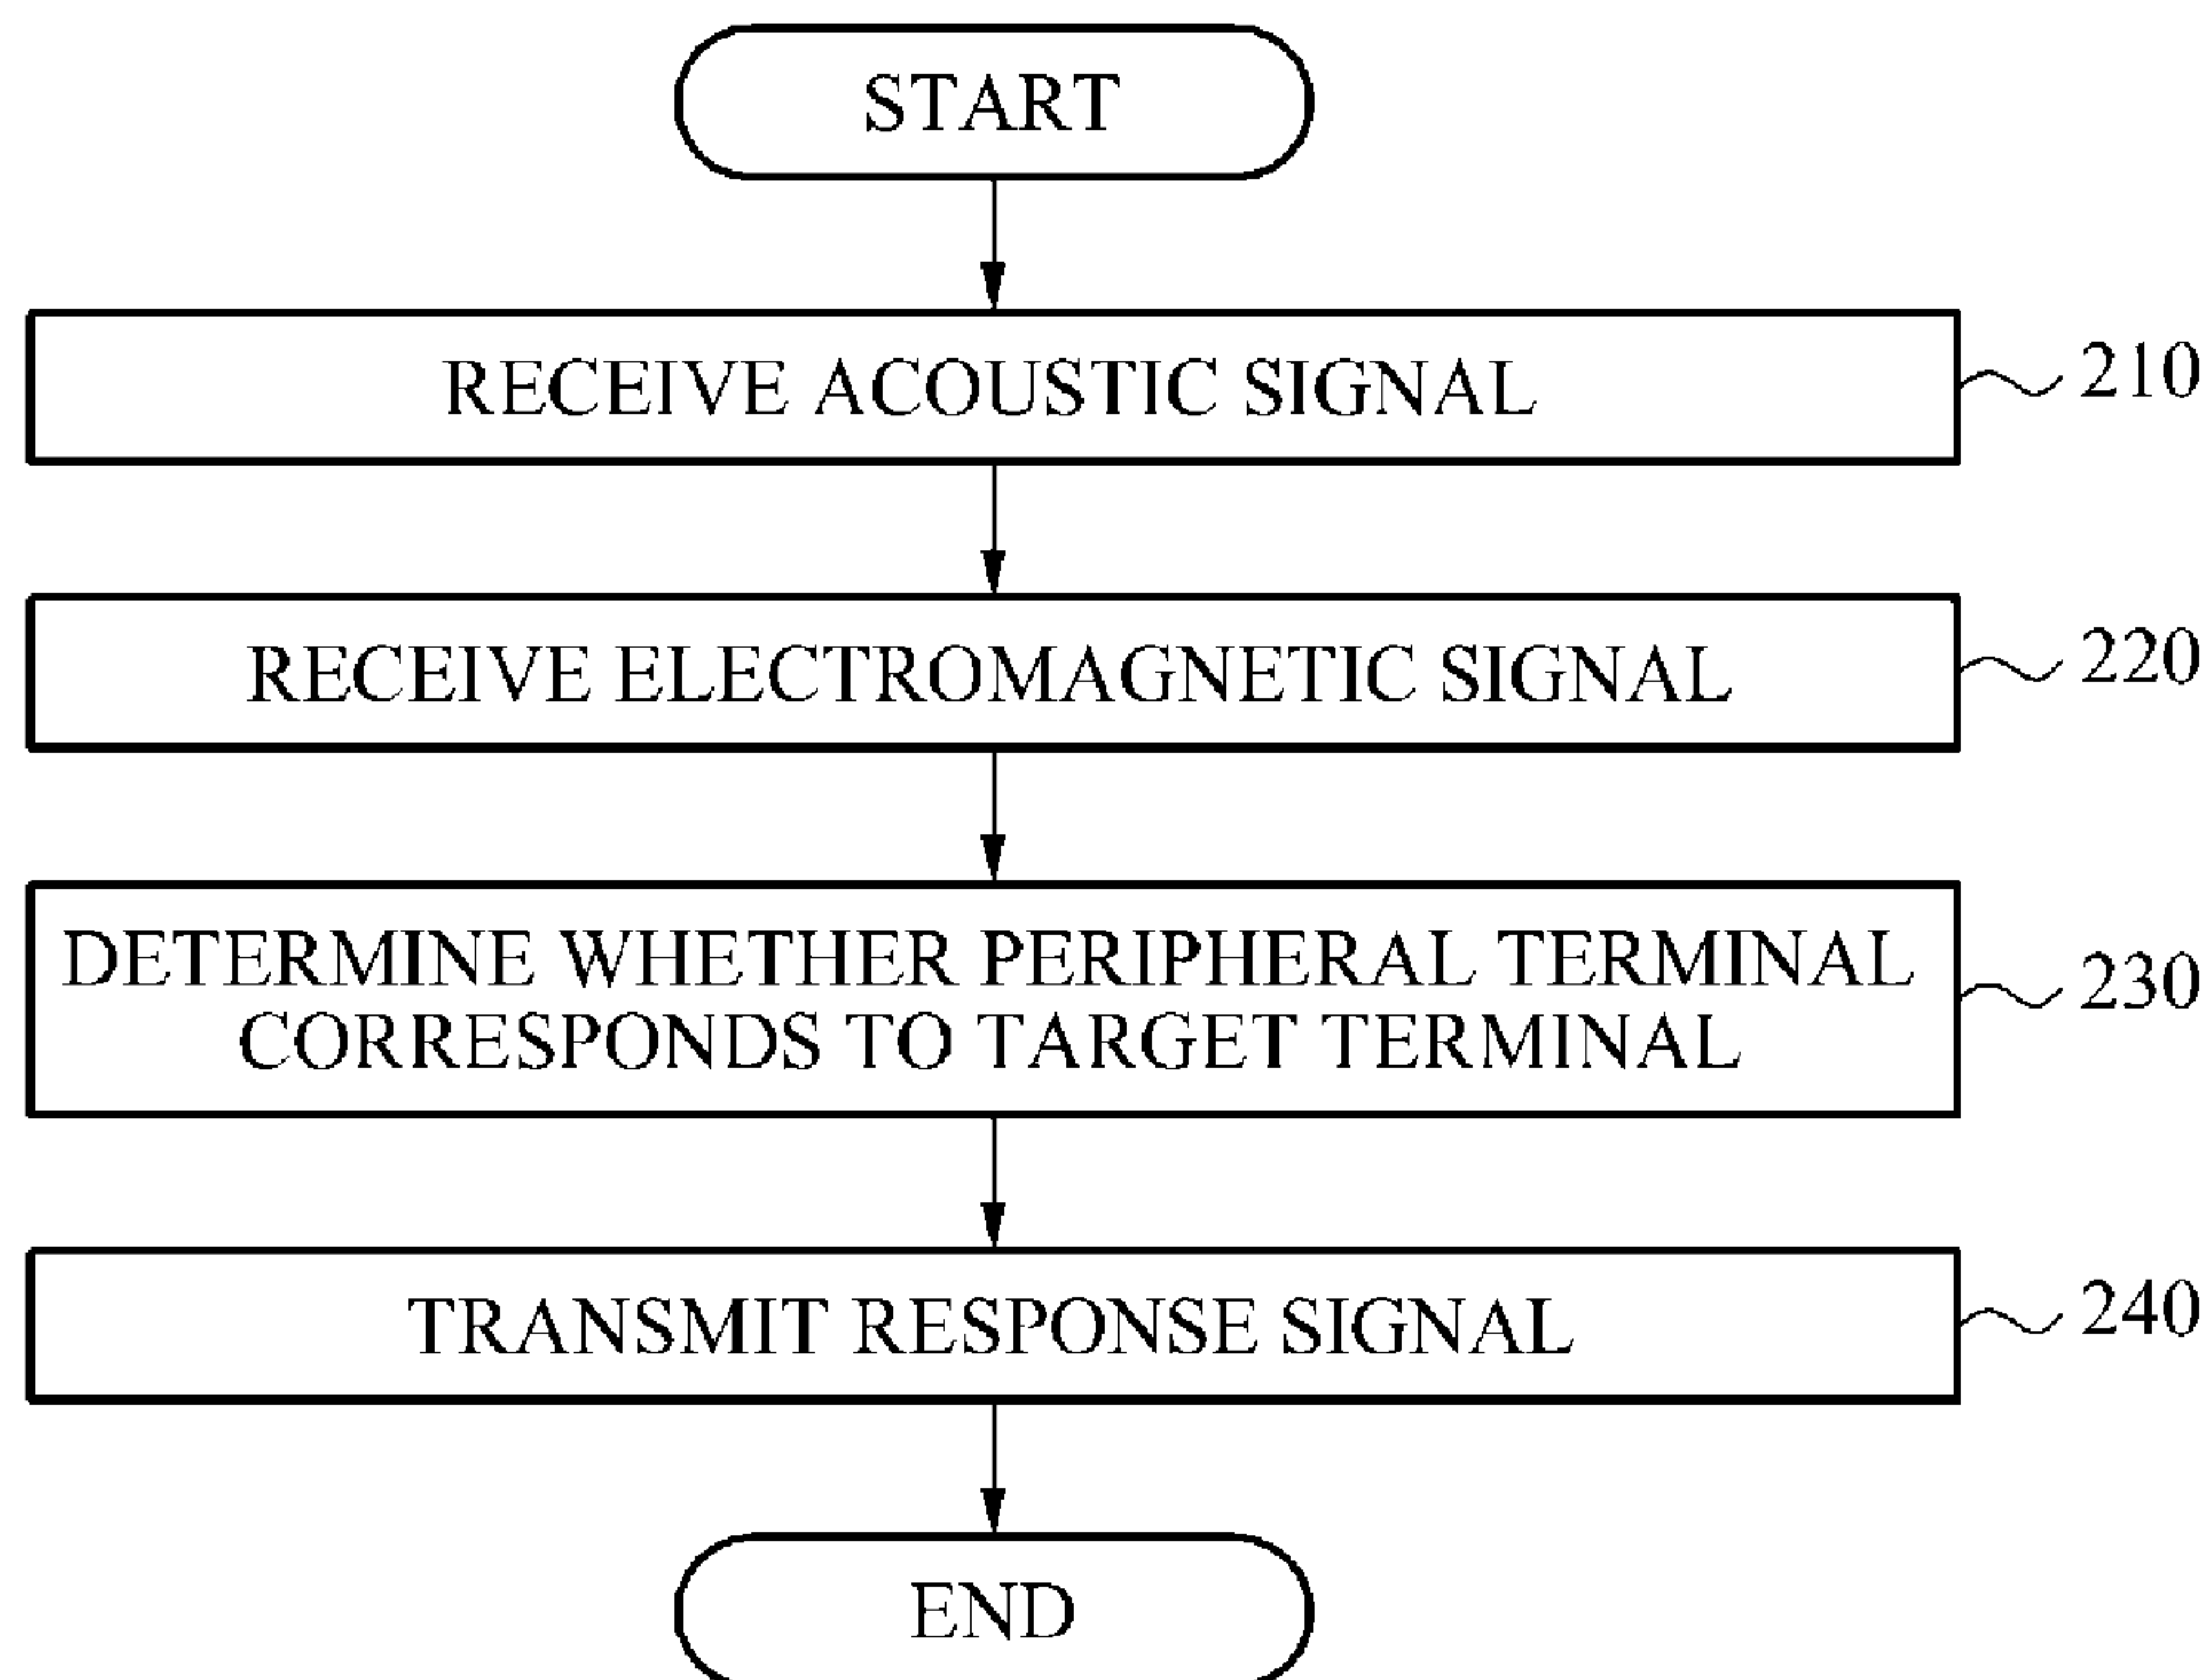 START
RECEIVE ACOUSTIC SIGNAL
210
RECEIVE ELECTROMAGNETIC SIGNAL
220
DETERMINE WHETHER PERIPHERAL TERMINAL
CORRESPONDS TO TARGET TERMINAL
230
TRANSMIT RESPONSE SIGNAL
240
END